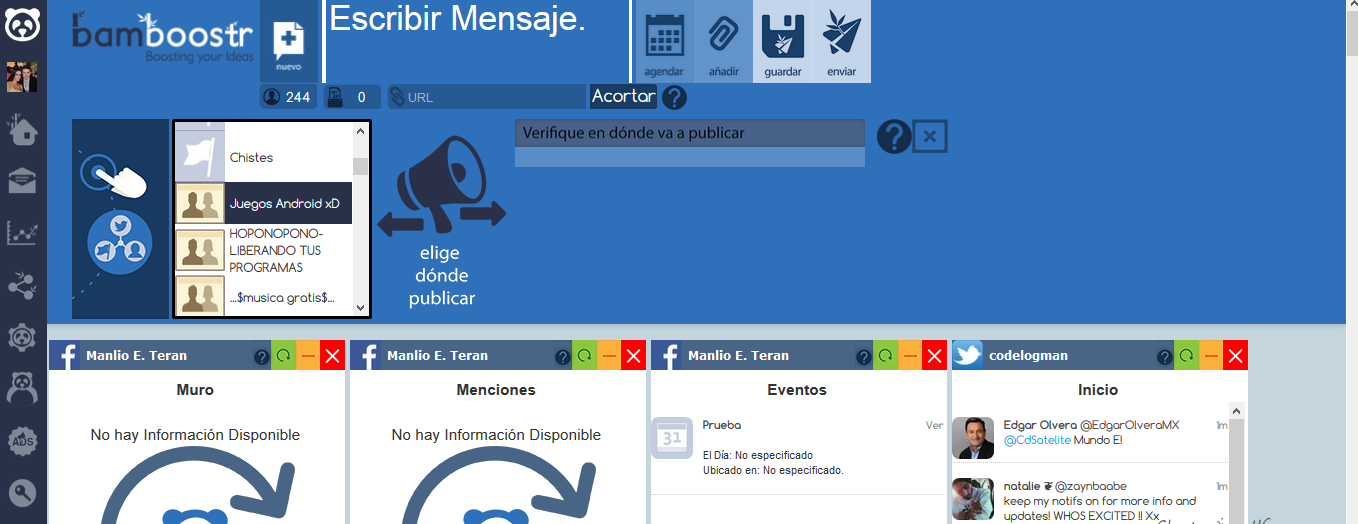 bamboostr
Boosting your Ideas
nuevo
Escribir Mensaje.
agendar
añadir
guardar
enviar
244
0
URL
Acortar
?
Chistes
Juegos Android xD
HOPONOPONO-
LIBERANDO TUS
PROGRAMAS
...$musica gratis$...
elige
dónde
publicar
Verifique en dónde va a publicar
?
ADS
Manlio E. Teran
?
Muro
No hay Información Disponible
Manlio E. Teran
?
Menciones
No hay Información Disponible
Manlio E. Teran
?
Eventos
31
Prueba
Ver
El Día: No especificado
Ubicado en: No especificado.
codelogman
?
Inicio
Edgar Olvera @EdgarOlveraMX 1m
@CdSatelite Mundo E!
natalie ❦ @zaynbaabe 1m
keep my notifs on for more info and
updates! WHOS EXCITED !! Xx